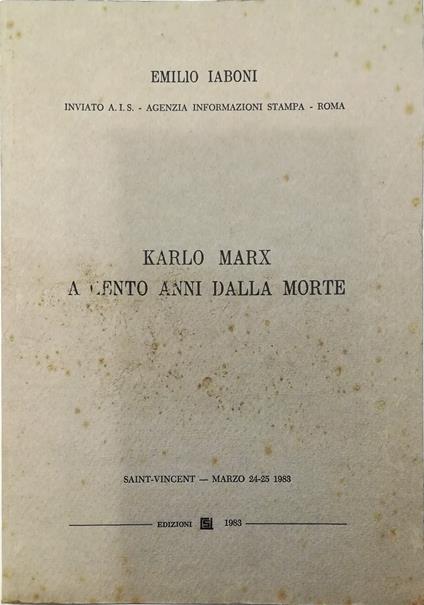 EMILIO IABONI
INVIATO A. I. S. - AGENZIA INFORMAZIONI STAMPA - ROMA
KARLO MARX
A CENTO ANNI DALLA MORTE
SAINT-VINCENT — MARZO 24-25 1983
EDIZIONI 1983